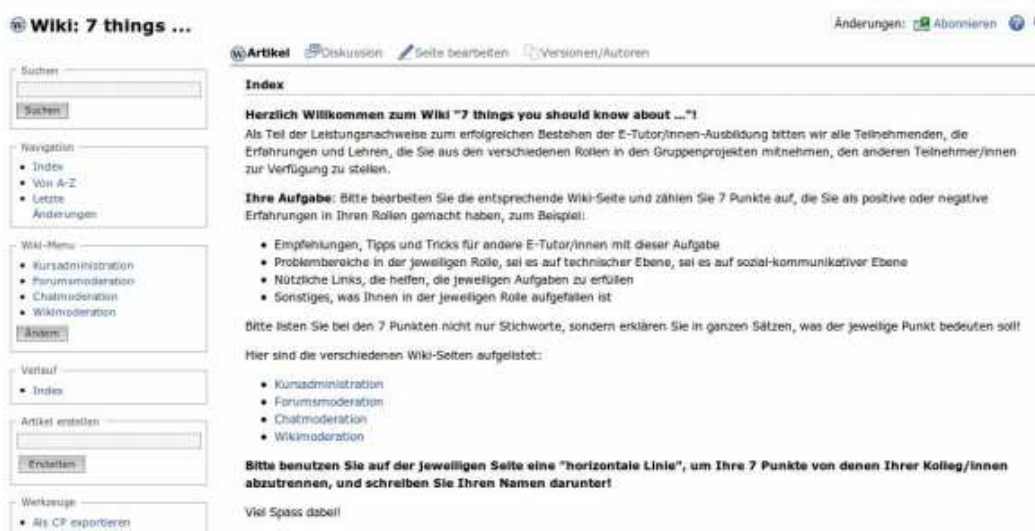 Wiki: 7 things ...
Änderungen: Abonnieren
Artikel Diskussion Seite bearbeiten Versionen/Autoren
Suchen
Suchen
Navigation
Index
Von A-Z
Letzte
Änderungen
Wiki-Menu
Kursadministration
Forumsmoderation
Chatmoderation
Wikimoderation
Ändern
Verlauf
Index
Artikel erstellen
Erstellen
Werkzeuge
Als CP exportieren
Index
Herzlich Willkommen zum Wiki "7 things you should know about ..."!
Als Teil der Leistungsnachweise zum erfolgreichen Bestehen der E-Tutor/innen-Ausbildung bitten wir alle Teilnehmenden, die
Erfahrungen und Lehren, die Sie aus den verschiedenen Rollen in den Gruppenprojekten mitnehmen, den anderen Teilnehmer/innen
zur Verfügung zu stellen.
Ihre Aufgabe: Bitte bearbeiten Sie die entsprechende Wiki-Seite und zählen Sie 7 Punkte auf, die Sie als positive oder negative
Erfahrungen in Ihren Rollen gemacht haben, zum Beispiel:
Empfehlungen, Tipps und Tricks für andere E-Tutor/innen mit dieser Aufgabe
Problembereiche in der jeweiligen Rolle, sei es auf technischer Ebene, sei es auf sozial-kommunikativer Ebene
Nützliche Links, die helfen, die jeweiligen Aufgaben zu erfüllen
Sonstiges, was Ihnen in der jeweiligen Rolle aufgefallen ist
Bitte listen Sie bei den 7 Punkten nicht nur Stichworte, sondern erklären Sie in ganzen Sätzen, was der jeweilige Punkt bedeuten soll!
Hier sind die verschiedenen Wiki-Seiten aufgelistet:
Kursadministration
Forumsmoderation
Chatmoderation
Wikimoderation
Bitte benutzen Sie auf der jeweiligen Seite eine "horizontale Linie", um Ihre 7 Punkte von denen Ihrer Kolleg/innen
abzutrennen, und schreiben Sie Ihren Namen darunter!
Viel Spass dabei!